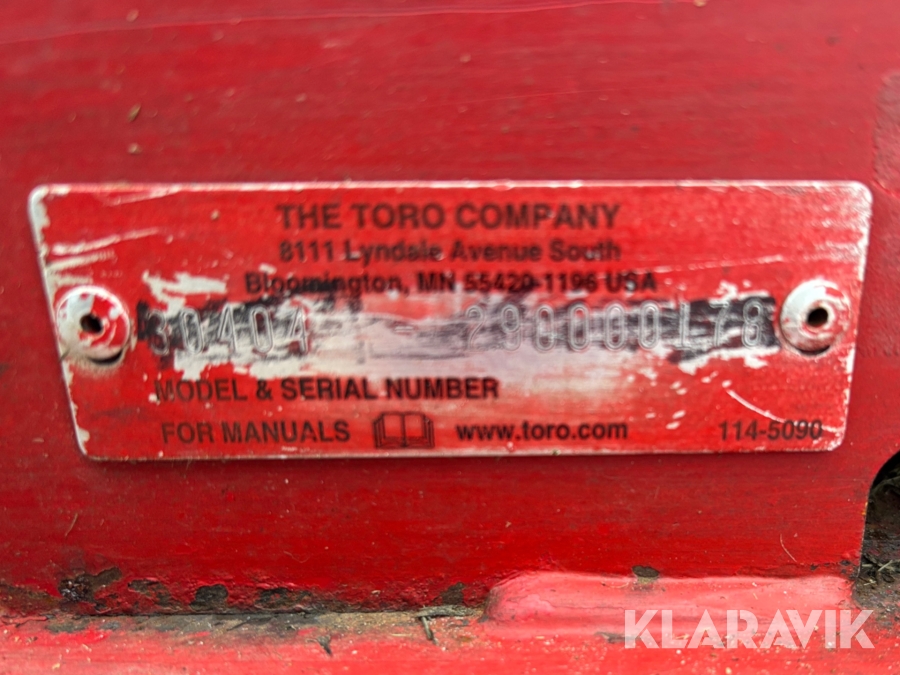 THE TORO COMPANY
8111 Lyndale Avenue South
Bloomington, MN 55420-1196 USA
30404 - 290000178
MODEL & SERIAL NUMBER
FOR MANUALS www.toro.com 114-5090
KLARAVIK